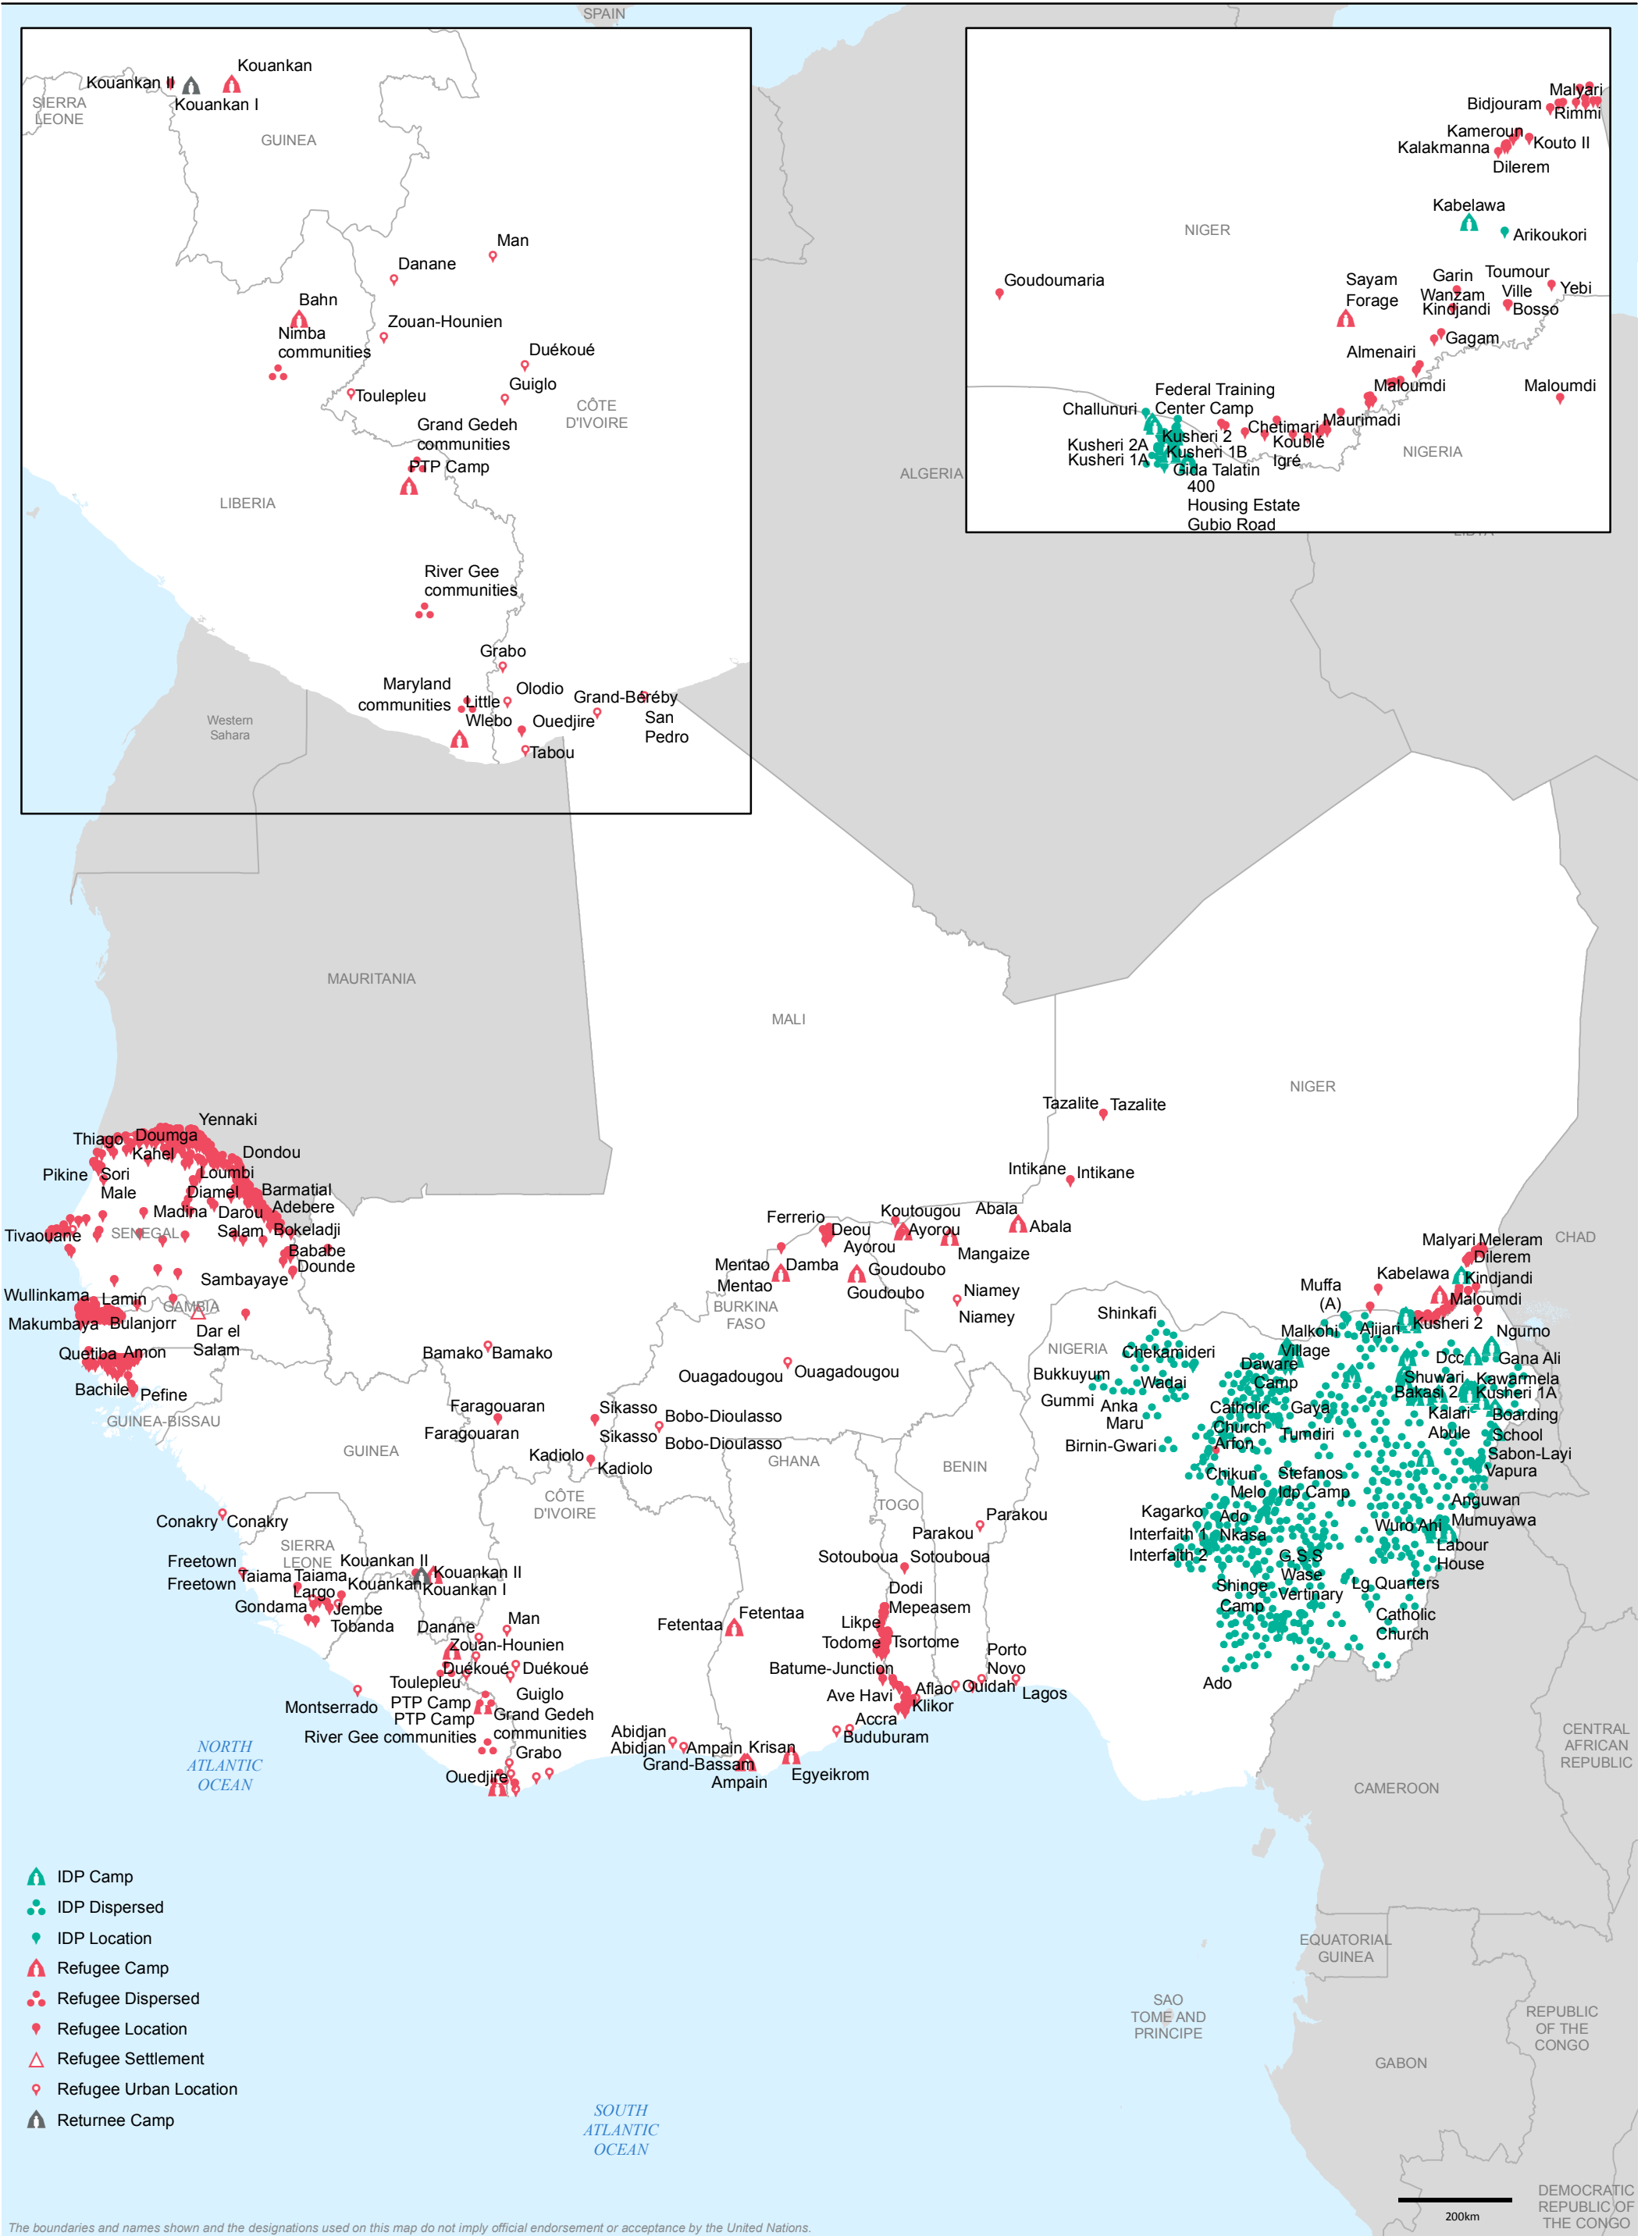 SPAIN
Kouankan II
Kouankan
Kouankan I
SIERRA
LEONE
GUINEA
Man
Danane
Bahn
Zouan-Hounien
Nimba
communities
Duékoué
Guiglo
Toulepleu
CÔTE
D'IVOIRE
Grand Gedeh
communities
PTP Camp
LIBERIA
River Gee
communities
Grabo
Maryland
communities
Little
Wlebo
Olodio
Grand-Beréby
Ouedjire
San
Pedro
Tabou
Malyari
Bidjouram
Rimmi
Kameroun
Kalakmanna
Kouto II
Dilerem
Kabelawa
Arikoukori
NIGER
Goudoumaria
Sayam
Forage
Garin
Wanzam
Kindjandi
Toumour
Ville
Yebi
Bosso
Gagam
Almenairi
Maloumdi
Maloumdi
Federal Training
Center Camp
Challunuri
Maurimadi
Chetimari
Kusheri 2
Kusheri 2A
Kouble
Kusheri 1B
Kusheri 1A
Igré
Gida Talatin
400
Housing Estate
Gubio Road
NIGERIA
ALGERIA
LIBYA
Western
Sahara
MAURITANIA
MALI
NIGER
Tazalite
Tazalite
Intikane
Intikane
Yennaki
Thiago
Doumga
Kahel
Dondou
Pikine
Sori
Male
Loumbi
Diamel
Barmatial
Adebere
Madina
Darou
Salam
Bokeladji
Tivaouane
SENEGAL
Bababe
Dounde
Sambayaye
Wullinkama
Lamin
GAMBIA
Makumbaya
Bulanjorr
Dar el
Salam
Quetiba
Amon
Bachile
Pefine
GUINEA-BISSAU
Ferrerio
Deou
Koutougou
Ayorou
Ayorou
Abala
Abala
Mangaize
Mentao
Mentao
Damba
Goudoubo
Goudoubo
BURKINA
FASO
Niamey
Niamey
Bamako
Bamako
Ouagadougou
Ouagadougou
Faragouaran
Faragouaran
Sikasso
Sikasso
Bobo-Dioulasso
Bobo-Dioulasso
Kadiolo
Kadiolo
GUINEA
CÔTE
D'IVOIRE
GHANA
BENIN
TOGO
Conakry
Conakry
SIERRA
LEONE
Freetown
Freetown
Taiama
Taiama
Largo
Gondama
Jembe
Tobanda
Kouankan II
Kouankan II
Kouankan
Kouankan I
Man
Danane
Zouan-Hounien
Duékoué
Duékoué
Toulepleu
Guiglo
PTP Camp
PTP Camp
Grand Gedeh
communities
River Gee communities
Montserrado
Grabo
Ouedjire
Abidjan
Abidjan
Ampain
Krisan
Grand-Bassam
Ampain
Egyeikrom
Fetentaa
Fetentaa
Parakou
Parakou
Sotouboua
Sotouboua
Dodi
Mepeasem
Likpe
Todome
Tsortome
Batume-Junction
Porto
Novo
Ave Havi
Aflao
Quidah
Lagos
Klikor
Accra
Buduburam
Malyari
Meleram
Dilerem
CHAD
Kabelawa
Kindjandi
Muffa
(A)
Maloumdi
Shinkafi
Ajijari
Kusheri 2
Malkohi
Village
Ngurno
NIGERIA
Chekamideri
Daware
Camp
Dcc
Gana Ali
Bukkuyum
Wadai
Shuwari
Kawarmela
Bakasi 2
Kusheri 1A
Gummi
Anka
Maru
Catholic
Church
Gaya
Kalari
Abule
Boarding
School
Birnin-Gwari
Arfon
Tumdiri
Sabon-Layi
Vapura
Chikun
Stefanos
Idp Camp
Melo
Anguwan
Mumuyawa
Kagarko
Ado
Nkasa
Wuro Ahi
Interfaith 1
Interfaith 2
G.S.S
Wase
Labour
House
Shinge
Camp
Vertinary
Lg Quarters
Catholic
Church
Ado
NORTH
ATLANTIC
OCEAN
CENTRAL
AFRICAN
REPUBLIC
CAMEROON
IDP Camp
IDP Dispersed
IDP Location
Refugee Camp
Refugee Dispersed
Refugee Location
Refugee Settlement
Refugee Urban Location
Returnee Camp
EQUATORIAL
GUINEA
SAO
TOME AND
PRINCIPE
REPUBLIC
OF THE
CONGO
GABON
SOUTH
ATLANTIC
OCEAN
DEMOCRATIC
REPUBLIC OF
THE CONGO
200km
The boundaries and names shown and the designations used on this map do not imply official endorsement or acceptance by the United Nations.